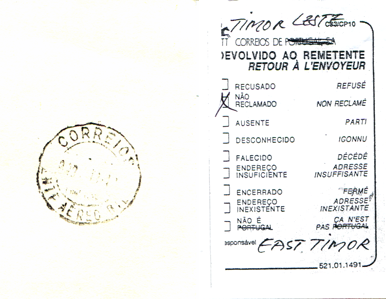 TIMOR LESTE
CS3/CP10
CORREIOS DE PORTUGAL, SA
DEVOLVIDO AO REMETENTE
RETOUR À L'ENVOYEUR
RECUSADO REFUSÉ
NÃO
RECLAMADO NON RECLAMÉ
AUSENTE PARTI
DESCONHECIDO IGONNU
FALECIDO DÉCÉDÉ
ENDEREÇO ADRESSE
INSUFICIENTE INSUFFISANTE
ENCERRADO FERMÉ
ENDEREÇO ADRESSE
INEXISTENTE INEXISTANTE
NÃO É ÇA N'EST
PORTUGAL PAS PORTUGAL
esponsável EAST TIMOR
521.01.1491
CORREIOS